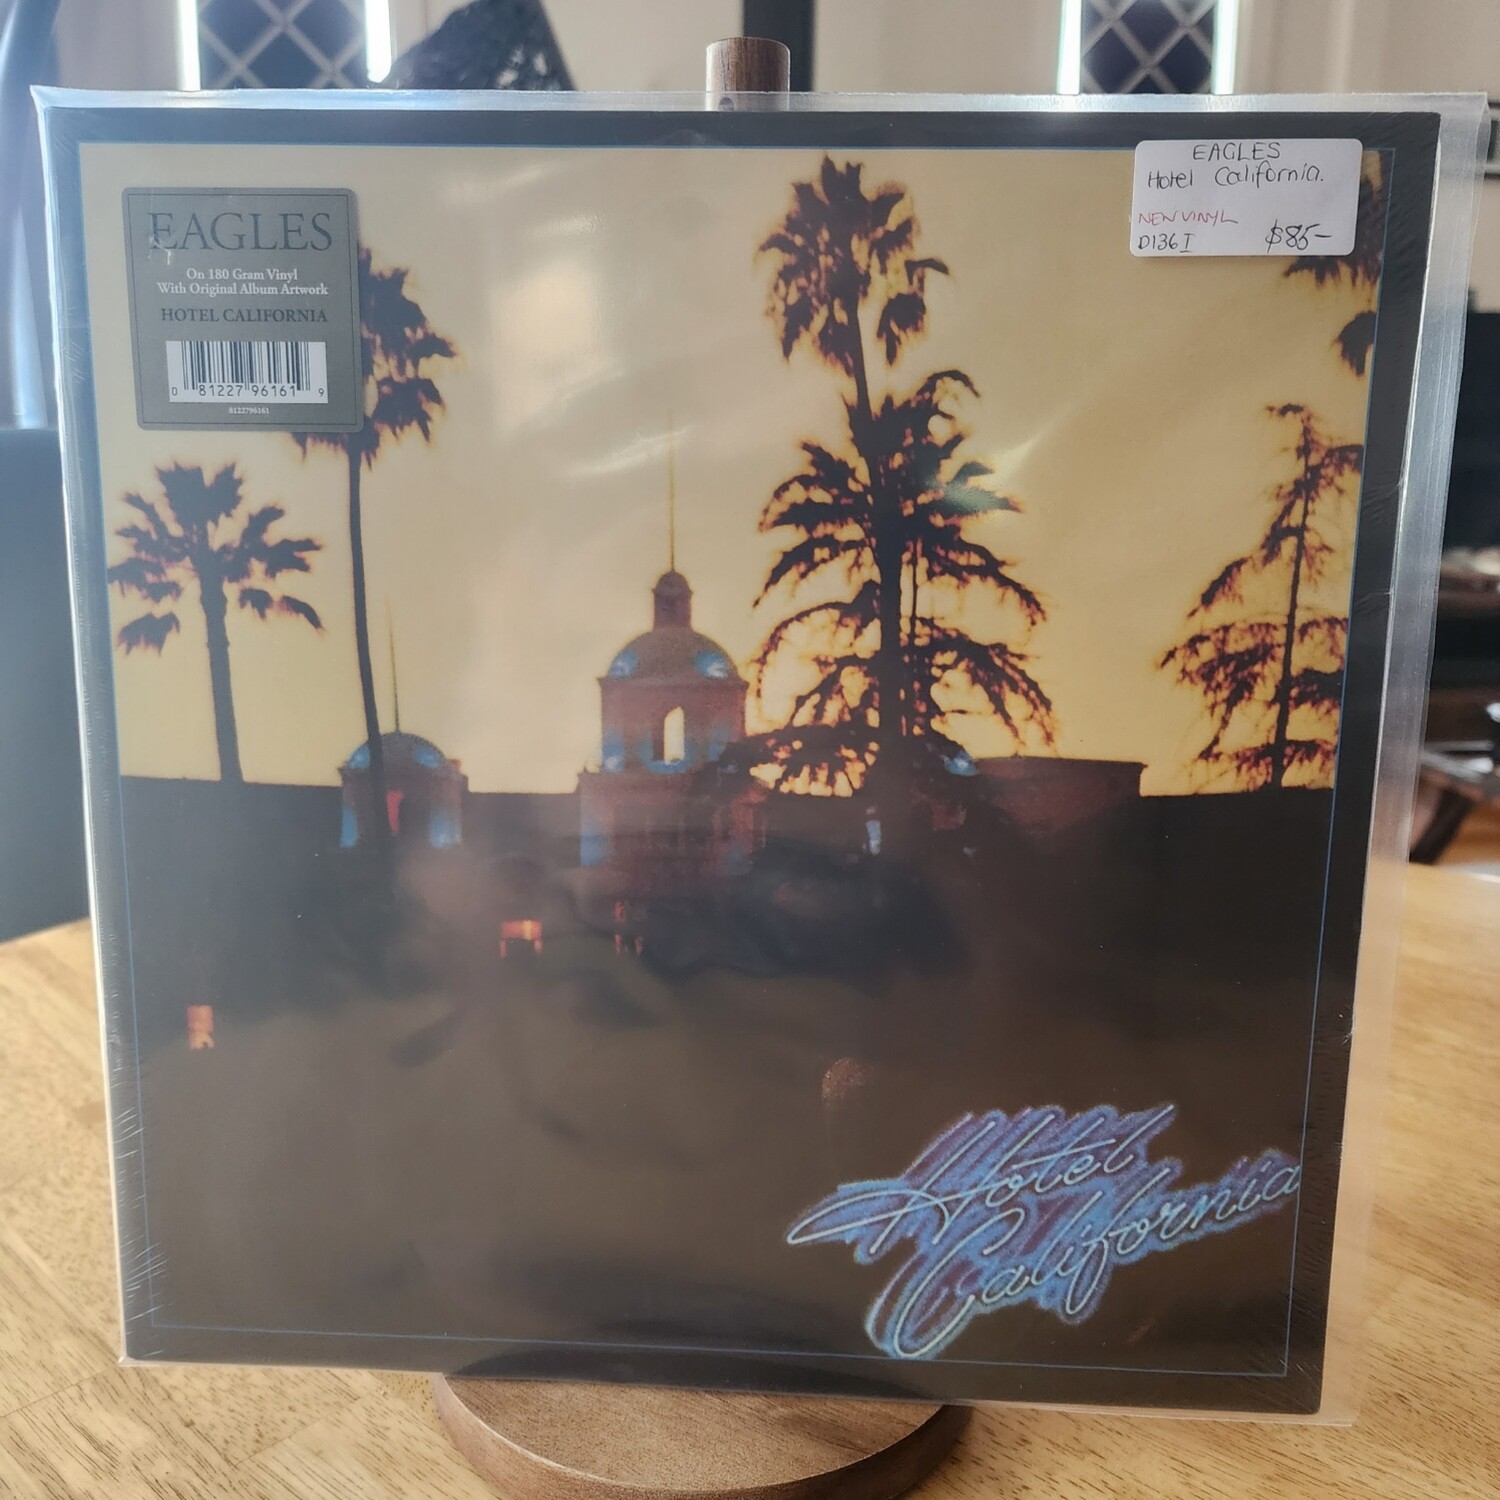 EAGLES
On 180 Gram Vinyl
With Original Album Artwork
HOTEL CALIFORNIA
0 81227 96161 9
8122796161
EAGLES
Hotel California.
NEW VINYL
D136 I $85-
Hotel
California